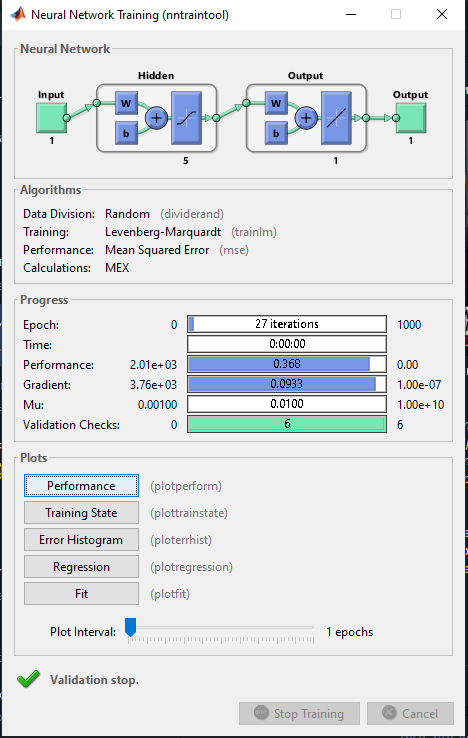 Neural Network Training (nntraintool)
Neural Network
Hidden Output
Input Output
W W
b b
1 5 1 1
Algorithms
Data Division: Random (dividerand)
Training: Levenberg-Marquardt (trainlm)
Performance: Mean Squared Error (mse)
Calculations: MEX
Progress
Epoch: 0 27 iterations 1000
Time: 0:00:00
Performance: 2.01e+03 0.368 0.00
Gradient: 3.76e+03 0.0933 1.00e-07
Mu: 0.00100 0.0100 1.00e+10
Validation Checks: 0 6 6
Plots
Performance (plotperform)
Training State (plottrainstate)
Error Histogram (ploterrhist)
Regression (plotregression)
Fit (plotfit)
Plot Interval: 1 epochs
Validation stop.
Stop Training Cancel